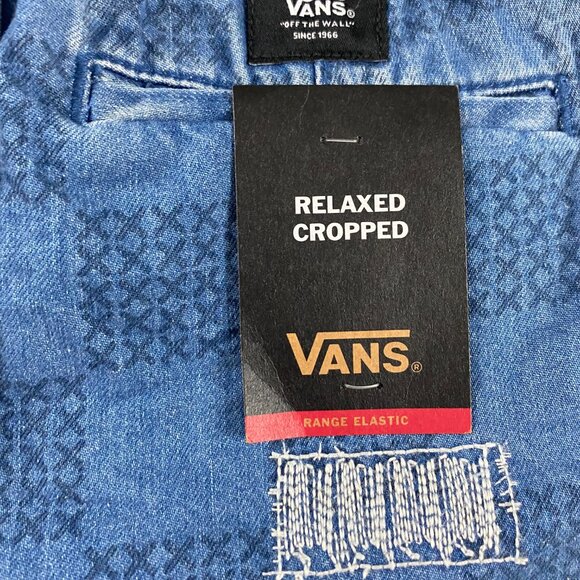 VANS®
"OFF THE WALL"
SINCE 1966
RELAXED
CROPPED
VANS®
RANGE ELASTIC